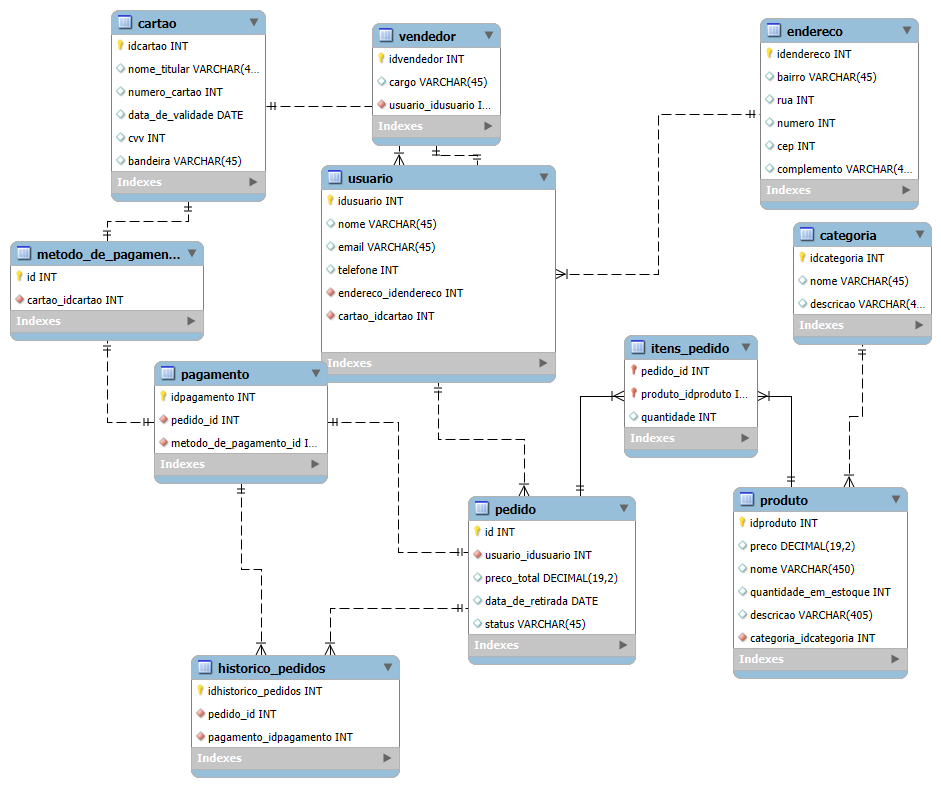 cartao
idcartao INT
nome_titular VARCHAR(4...
numero_cartao INT
data_de_validade DATE
cvv INT
bandeira VARCHAR(45)
Indexes
vendedor
idvendedor INT
cargo VARCHAR(45)
usuario_idusuario I...
Indexes
endereco
idendereco INT
bairro VARCHAR(45)
rua INT
numero INT
cep INT
complemento VARCHAR(4...
Indexes
usuario
idusuario INT
nome VARCHAR(45)
email VARCHAR(45)
telefone INT
endereco_idendereco INT
cartao_idcartao INT
Indexes
metodo_de_pagamen...
id INT
cartao_idcartao INT
Indexes
categoria
idcategoria INT
nome VARCHAR(45)
descricao VARCHAR(4...
Indexes
pagamento
idpagamento INT
pedido_id INT
metodo_de_pagamento_id I...
Indexes
itens_pedido
pedido_id INT
produto_idproduto I...
quantidade INT
Indexes
pedido
id INT
usuario_idusuario INT
preco_total DECIMAL(19,2)
data_de_retirada DATE
status VARCHAR(45)
Indexes
produto
idproduto INT
preco DECIMAL(19,2)
nome VARCHAR(450)
quantidade_em_estoque INT
descricao VARCHAR(405)
categoria_idcategoria INT
Indexes
historico_pedidos
idhistorico_pedidos INT
pedido_id INT
pagamento_idpagamento INT
Indexes